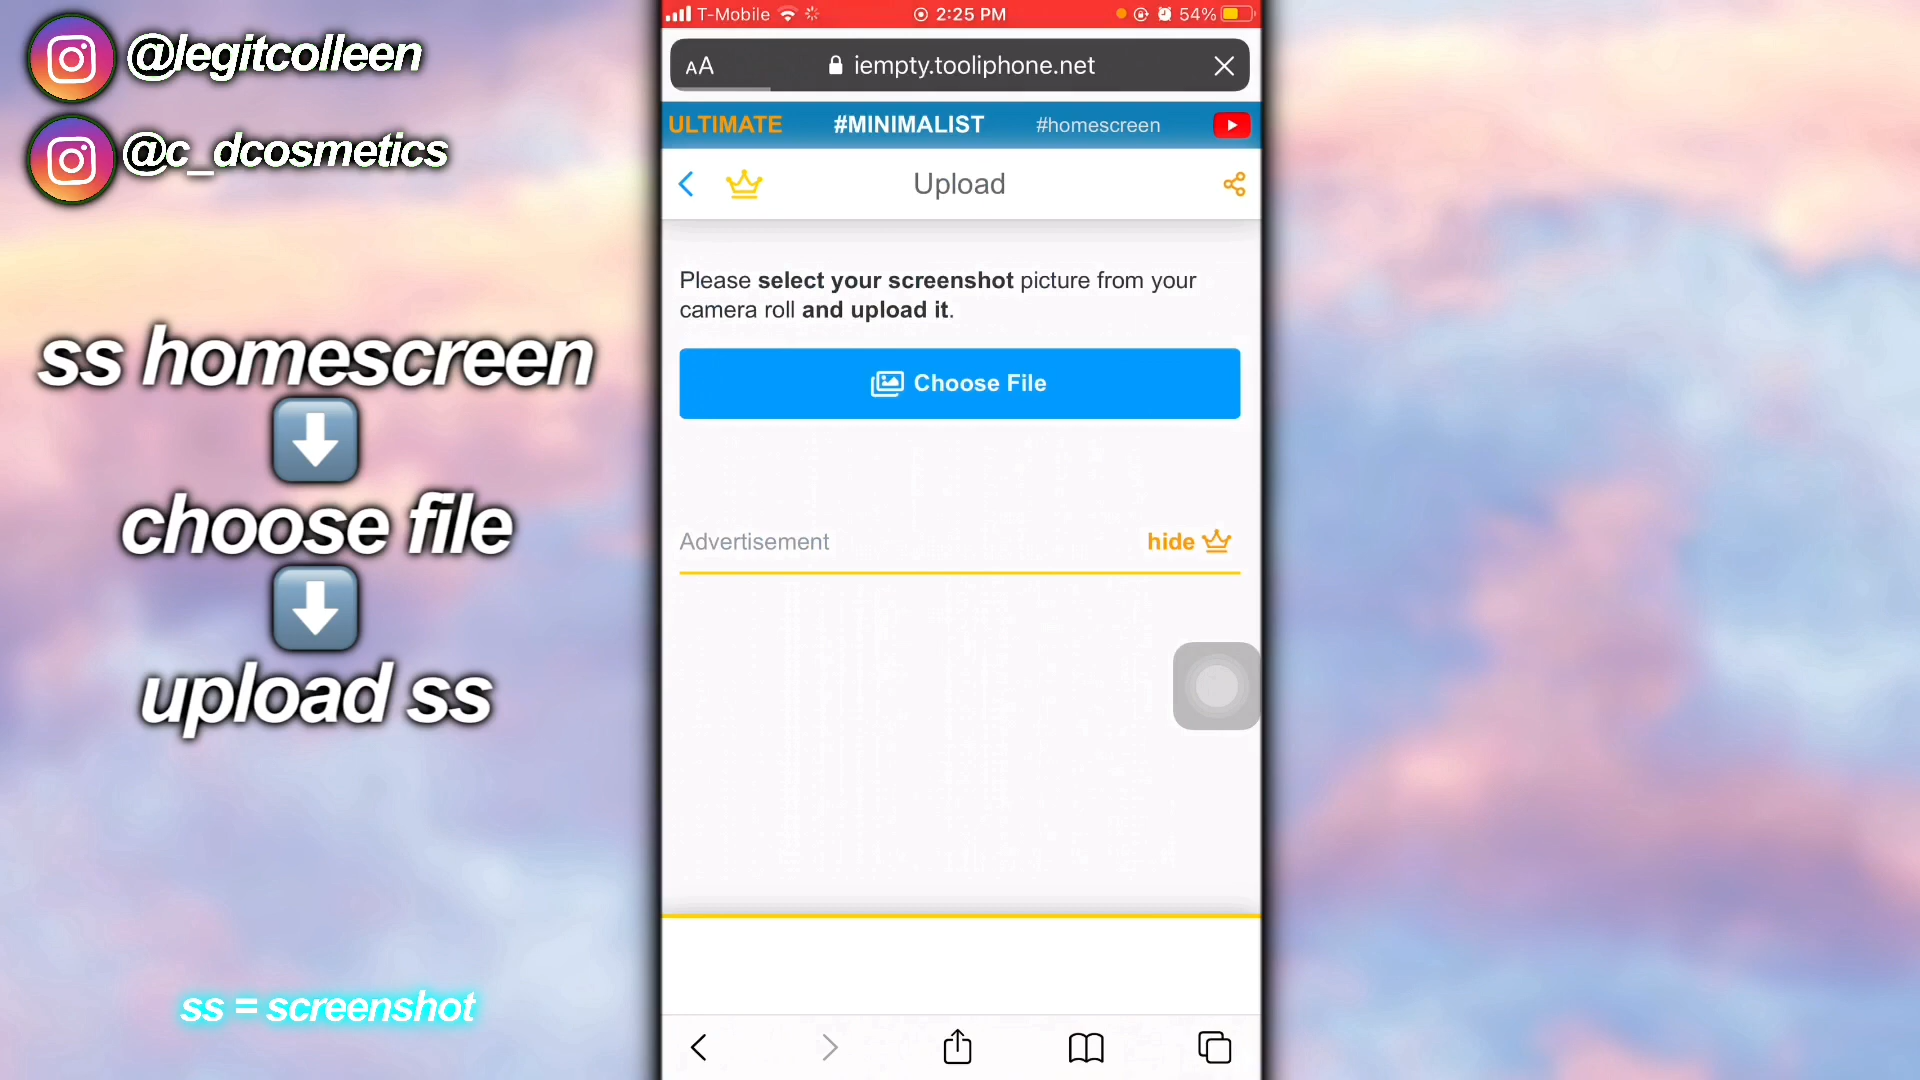 @legitcolleen
@c_dcosmetics
ss homescreen
choose file
upload ss
ss = screenshot
T-Mobile
2:25 PM
54%
AA
iempty.tooliphone.net
ULTIMATE #MINIMALIST #homescreen
Upload
Please select your screenshot picture from your
camera roll and upload it.
Choose File
Advertisement
hide